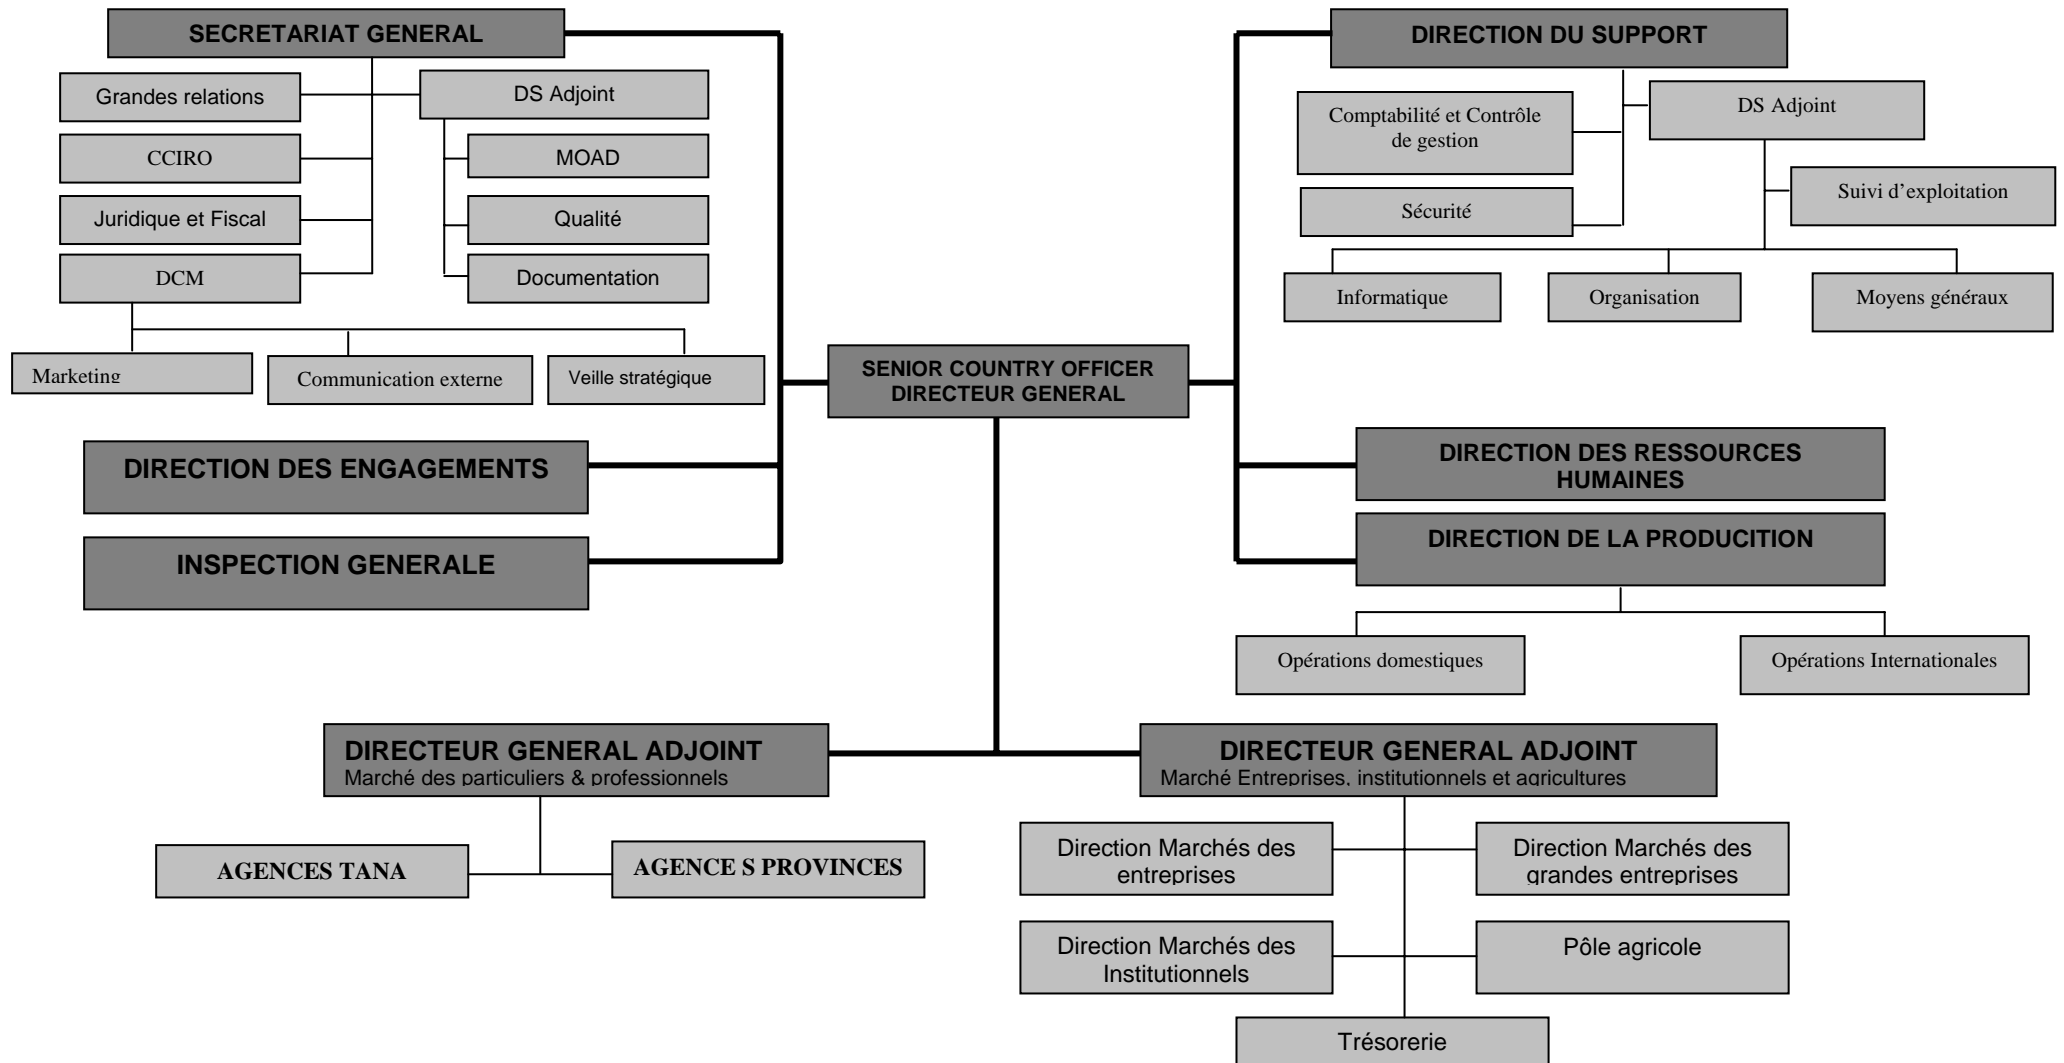 SECRETARIAT GENERAL
Grandes relations
DS Adjoint
CCIRO
MOAD
Juridique et Fiscal
Qualité
DCM
Documentation
Marketing
Communication externe
Veille stratégique
DIRECTION DU SUPPORT
Comptabilité et Contrôle
de gestion
DS Adjoint
Sécurité
Suivi d’exploitation
Informatique
Organisation
Moyens généraux
SENIOR COUNTRY OFFICER
DIRECTEUR GENERAL
DIRECTION DES ENGAGEMENTS
INSPECTION GENERALE
DIRECTION DES RESSOURCES
HUMAINES
DIRECTION DE LA PRODUCITION
Opérations domestiques
Opérations Internationales
DIRECTEUR GENERAL ADJOINT
Marché des particuliers & professionnels
AGENCES TANA
AGENCE S PROVINCES
DIRECTEUR GENERAL ADJOINT
Marché Entreprises, institutionnels et agricultures
Direction Marchés des
entreprises
Direction Marchés des
grandes entreprises
Direction Marchés des
Institutionnels
Pôle agricole
Trésorerie